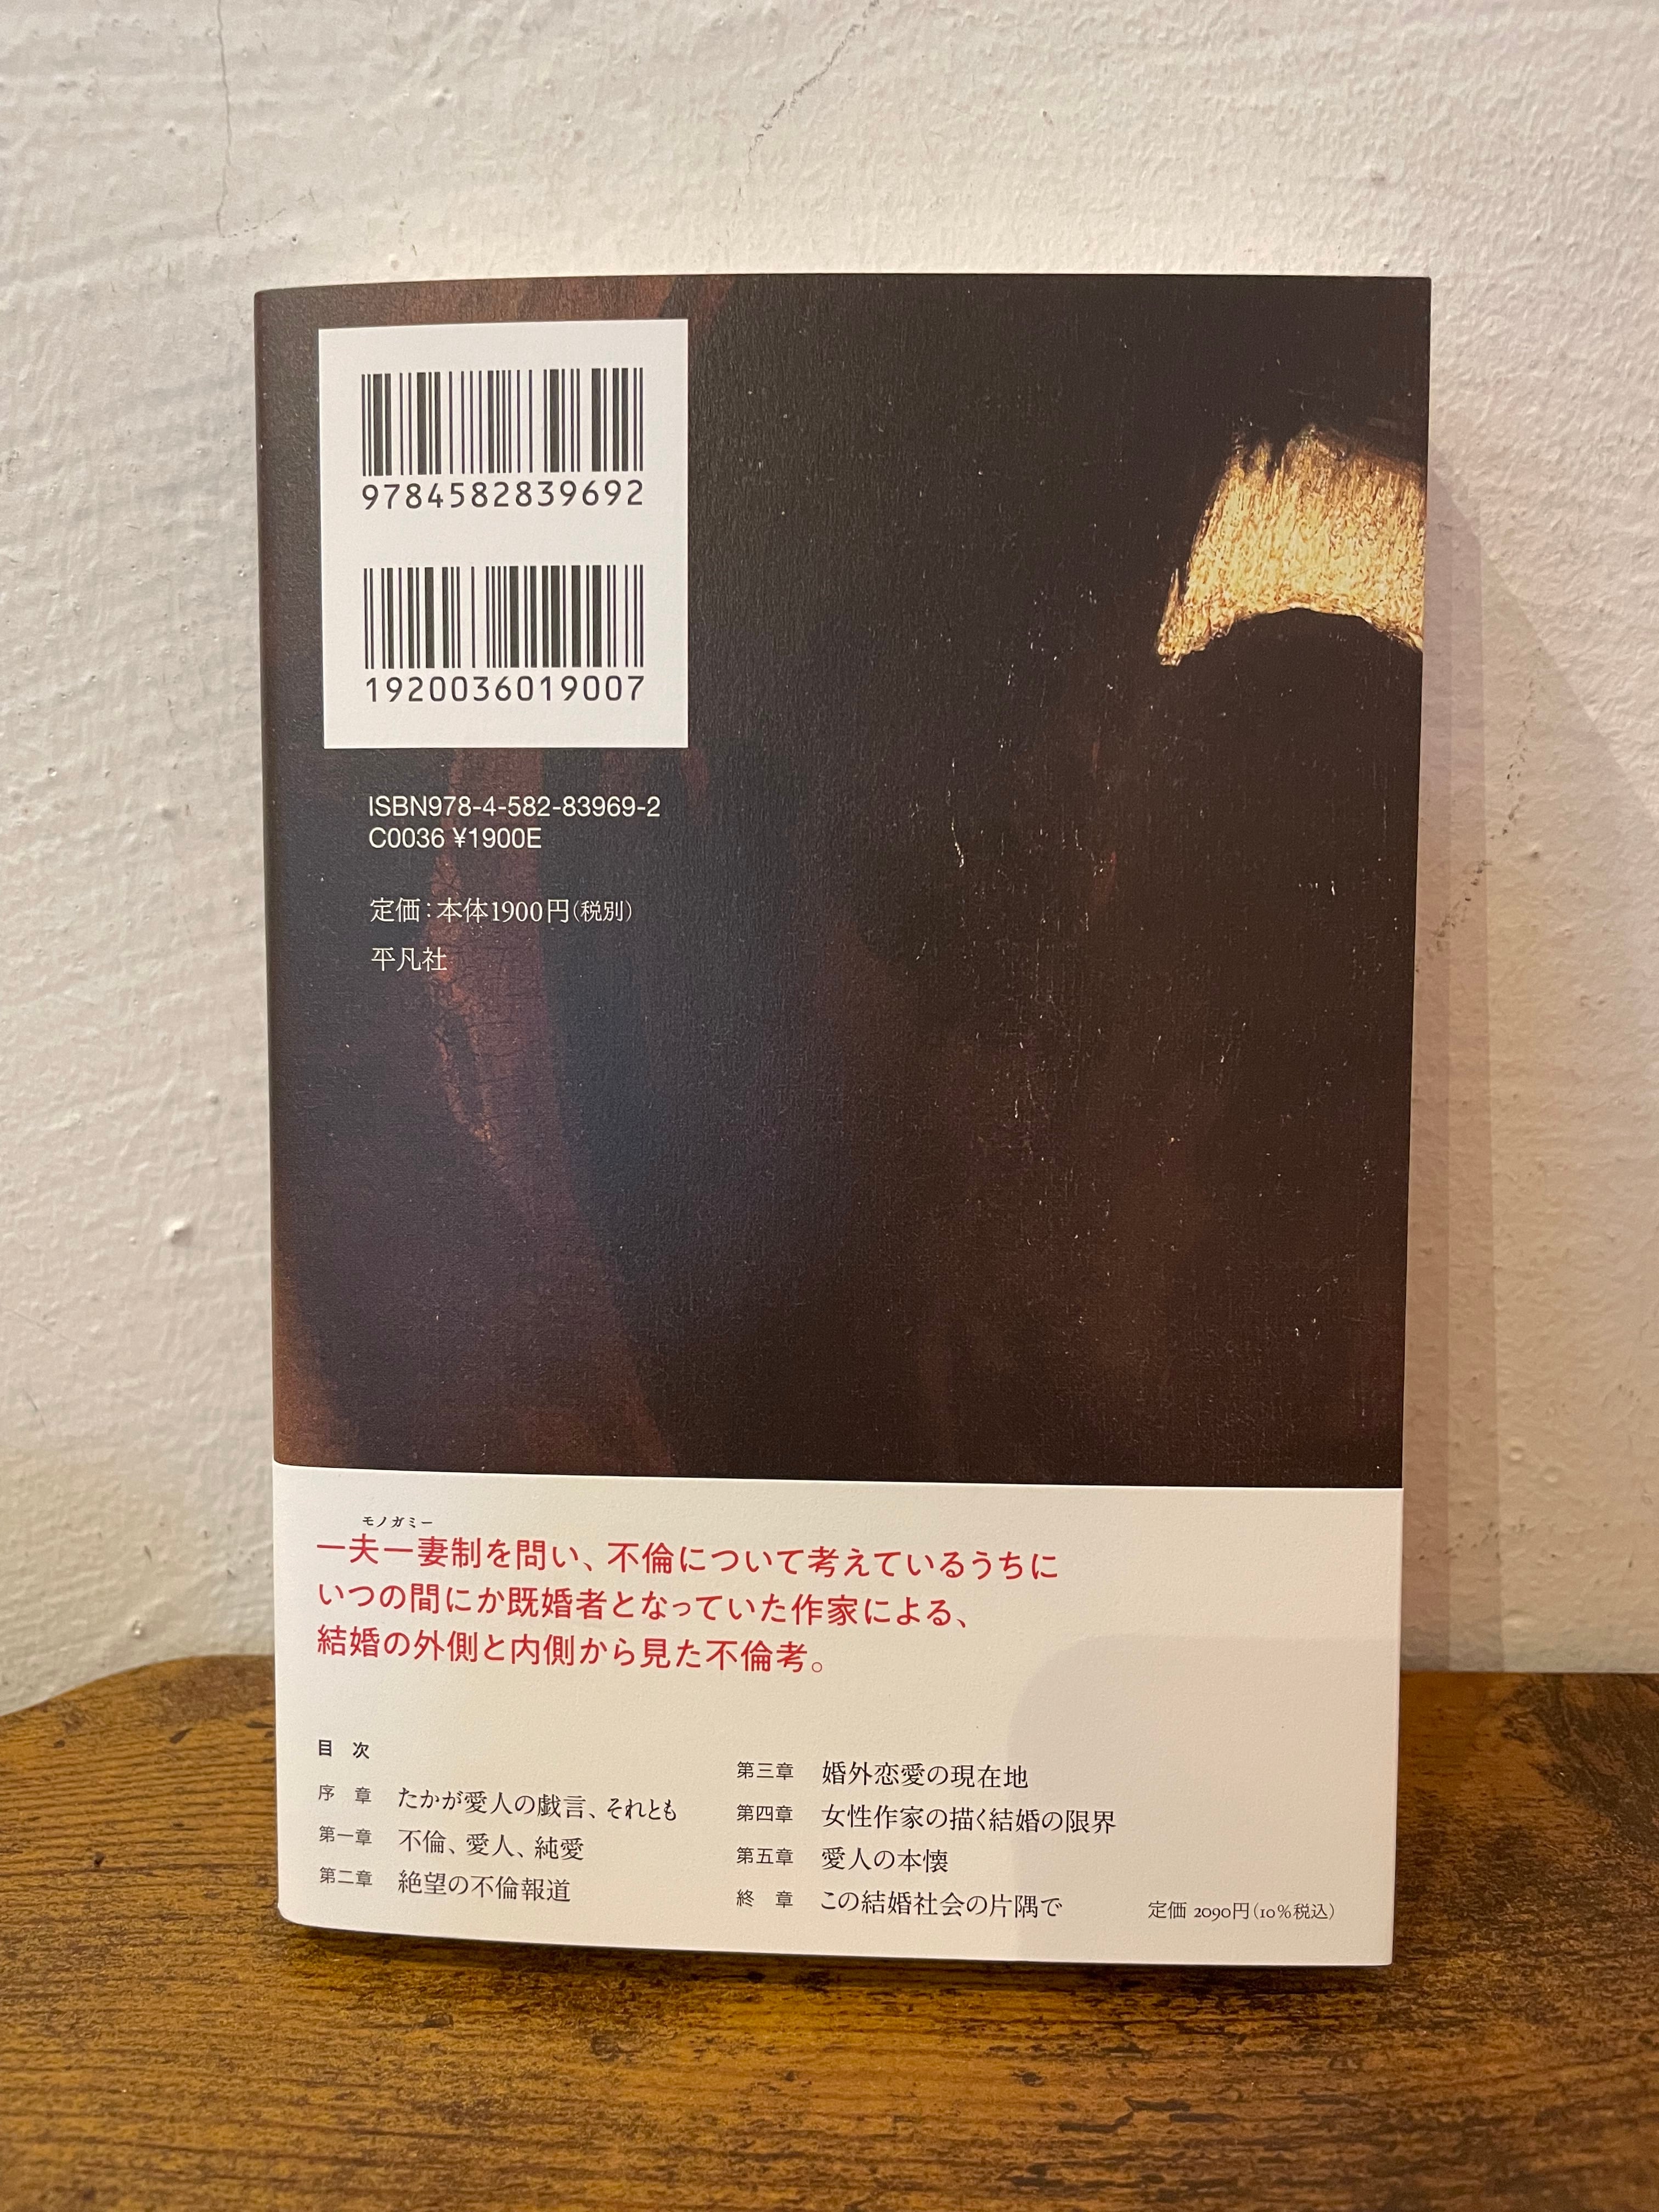 9784582839692
1920036019007
ISBN978-4-582-83969-2
C0036 ¥1900E
定価：本体1900円（税別）
平凡社
モノガミー
一夫一妻制を問い、不倫について考えているうちに
いつの間にか既婚者となっていた作家による、
結婚の外側と内側から見た不倫考。
目 次
序 章 たかが愛人の戯言、それとも
第一章 不倫、愛人、純愛
第二章 絶望の不倫報道
第三章 婚外恋愛の現在地
第四章 女性作家の描く結婚の限界
第五章 愛人の本懐
終 章 この結婚社会の片隅で
定価 2090円（10％税込）